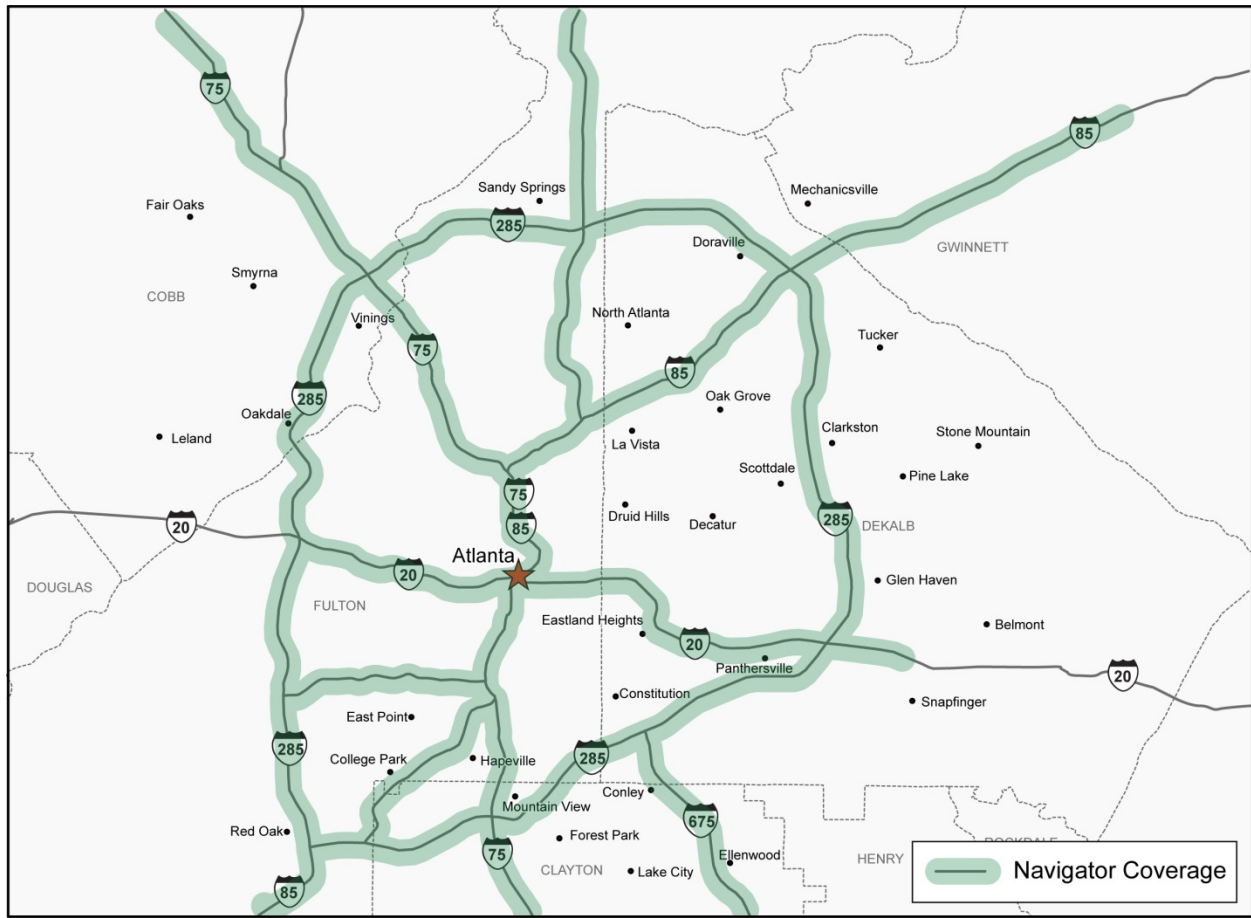 75
85
Sandy Springs
Mechanicsville
Fair Oaks
285
Doraville
GWINNETT
Smyrna
COBB
Vinings
North Atlanta
75
Tucker
85
285
Oakdale
Oak Grove
Leland
La Vista
Clarkston
Stone Mountain
Scottdale
Pine Lake
75
20
85
Druid Hills
Decatur
285
DEKALB
Atlanta
20
DOUGLAS
FULTON
Glen Haven
Eastland Heights
Belmont
20
Panthersville
20
Constitution
Snapfinger
East Point
285
College Park
Hapeville
285
Conley
Mountain View
Red Oak
Forest Park
675
75
CLAYTON
Lake City
Ellenwood
HENRY
ROCKDALE
85
Navigator Coverage